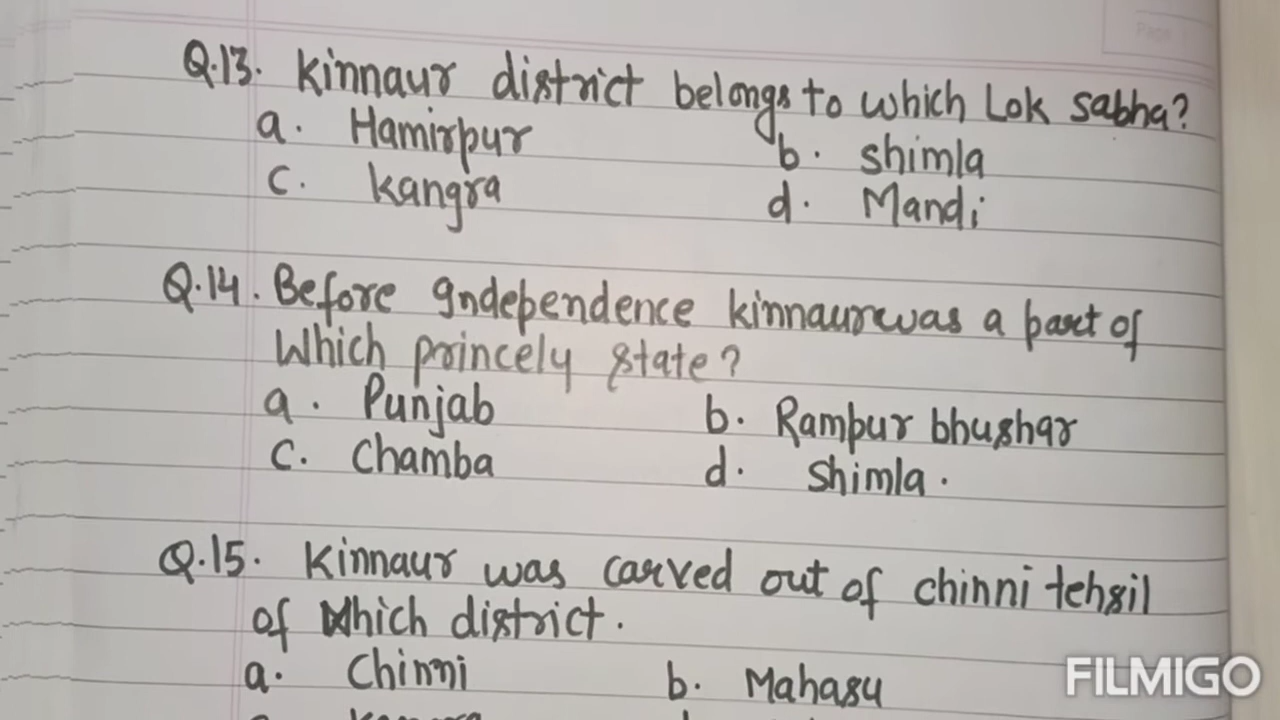 Q.13. Kinnaur district belongs to which Lok sabha?
a. Hamirpur b. shimla
c. Kangra d. Mandi
Q.14. Before Independence kinnaur was a part of
Which princely state?
a. Punjab b. Rampur bhushar
c. Chamba d. Shimla.
Q.15. Kinnaur was carved out of chinni tehsil
of which district.
a. Chinni b. Mahasu
FILMIGO